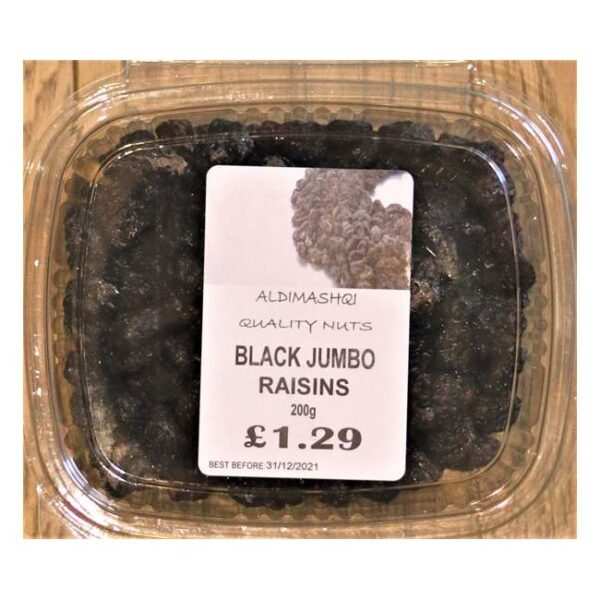 ALDIMASHQI
QUALITY NUTS
BLACK JUMBO
RAISINS
200g
£1.29
BEST BEFORE 31/12/2021